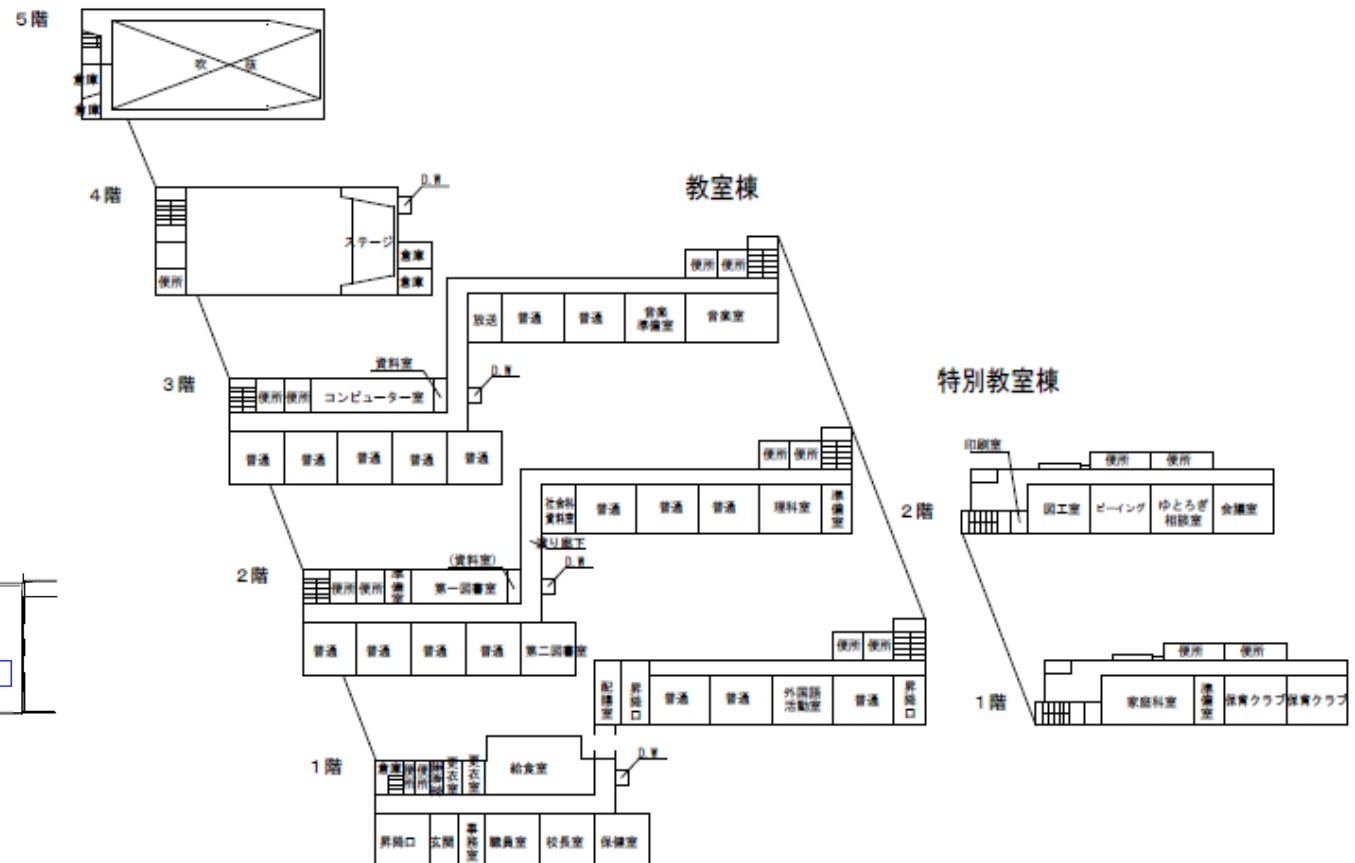 5階
吹 抜
倉庫
倉庫
4階
D.W
ステージ
倉庫
便所
倉庫
教室棟
便所 便所
放送 普通 普通 音楽準備室 音楽室
3階
資料室
D.W
便所 便所 コンピューター室
普通 普通 普通 普通 普通
便所 便所
社会科資料室 普通 普通 普通 理科室 準備室
渡り廊下
2階
(資料室)
D.W
便所 便所 準備室 第一図書室
普通 普通 普通 普通 第二図書室
便所 便所
配膳室 昇降口 普通 普通 外国語活動室 普通 昇降口
1階
D.W
倉庫 便所 便所 更衣室 更衣室 給食室
昇降口 玄関 事務室 職員室 校長室 保健室
特別教室棟
印刷室
便所 便所
2階
図工室 ビーイング ゆとろぎ相談室 会議室
便所 便所
1階
家庭科室 準備室 保育クラブ 保育クラブ